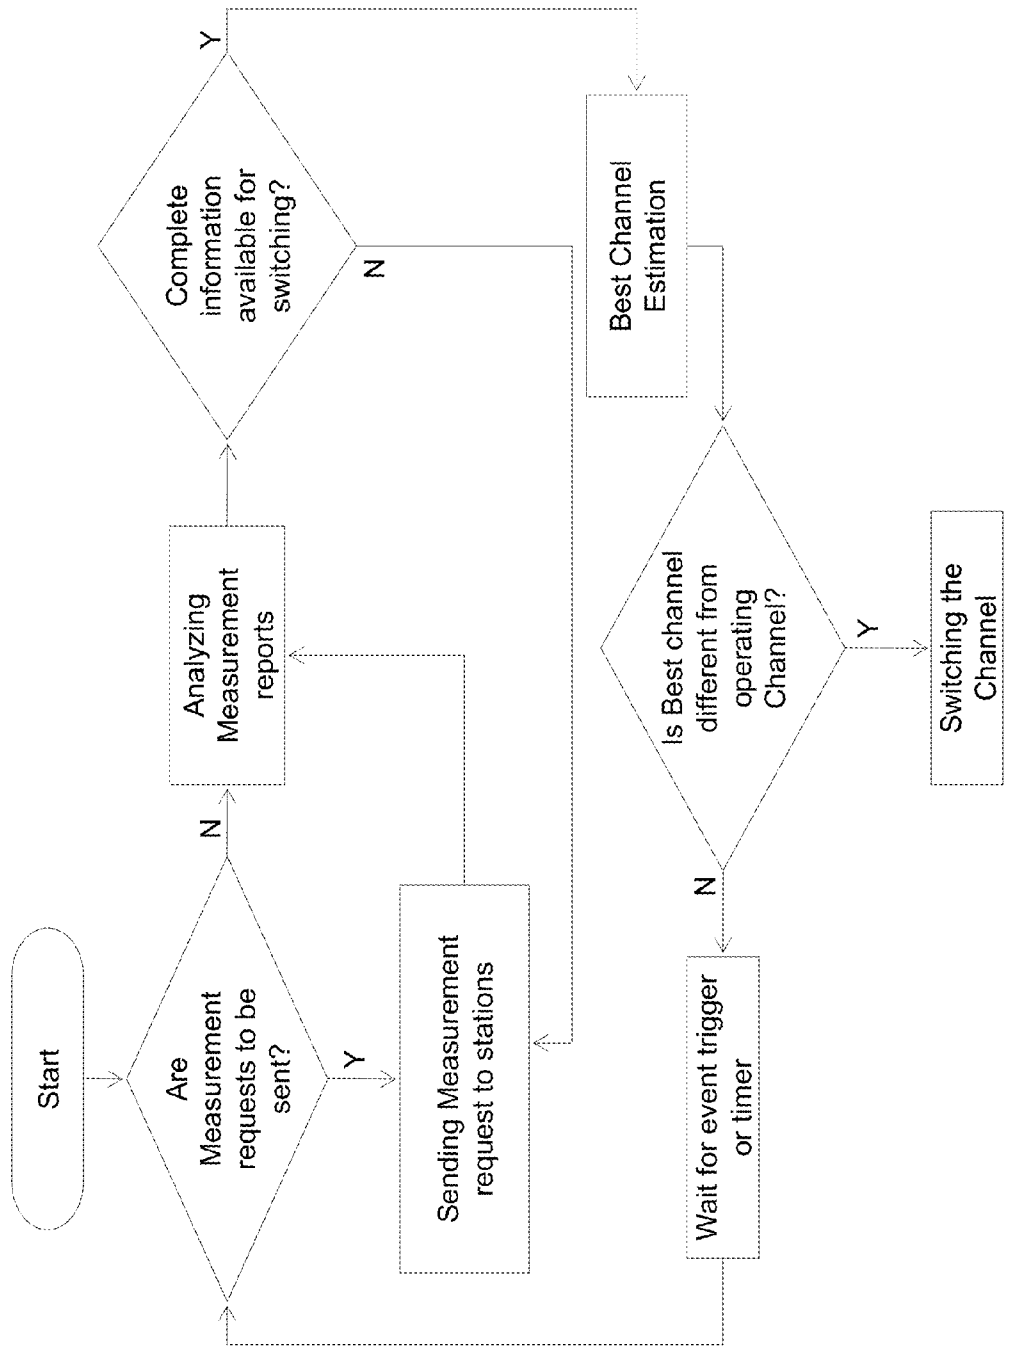 Start
Are
Measurement
requests to be
sent?
N
Y
Sending Measurement
request to stations
Analyzing
Measurement
reports
Complete
information
available for
switching?
Y
N
Best Channel
Estimation
Is Best channel
different from
operating
Channel?
N
Y
Wait for event trigger
or timer
Switching the
Channel